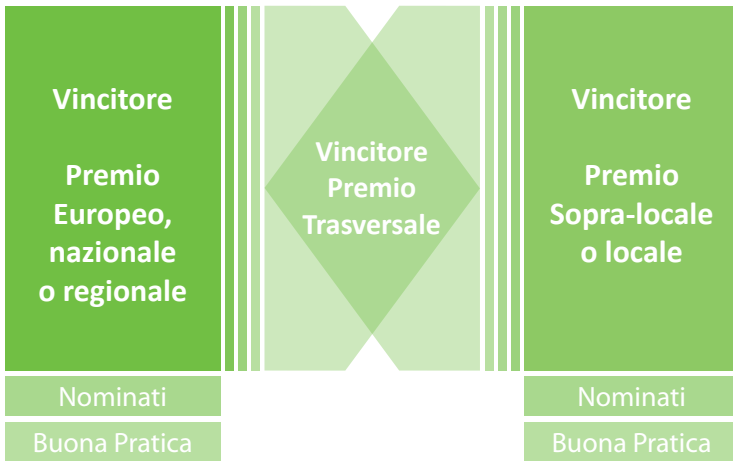 Vincitore
Premio
Europeo,
nazionale
o regionale
Nominati
Buona Pratica
Vincitore
Premio
Trasversale
Vincitore
Premio
Sopra-locale
o locale
Nominati
Buona Pratica